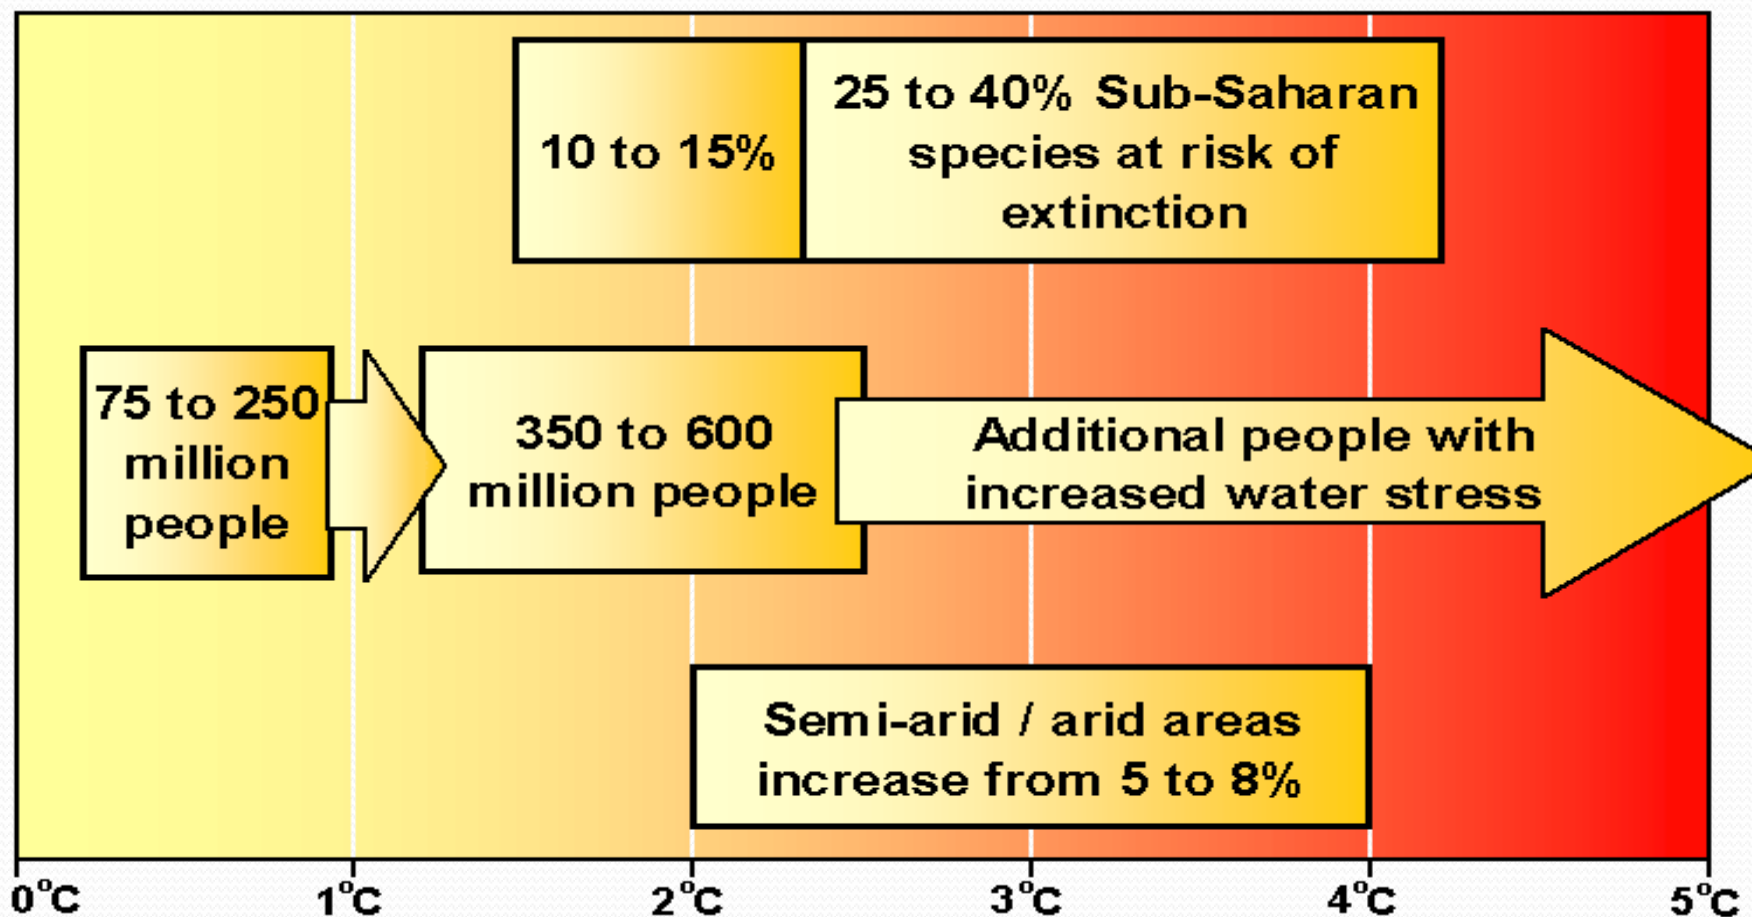 10 to 15%
25 to 40% Sub-Saharan
species at risk of
extinction
75 to 250
million
people
350 to 600
million people
Additional people with
increased water stress
Semi-arid / arid areas
increase from 5 to 8%
0°C 1°C 2°C 3°C 4°C 5°C